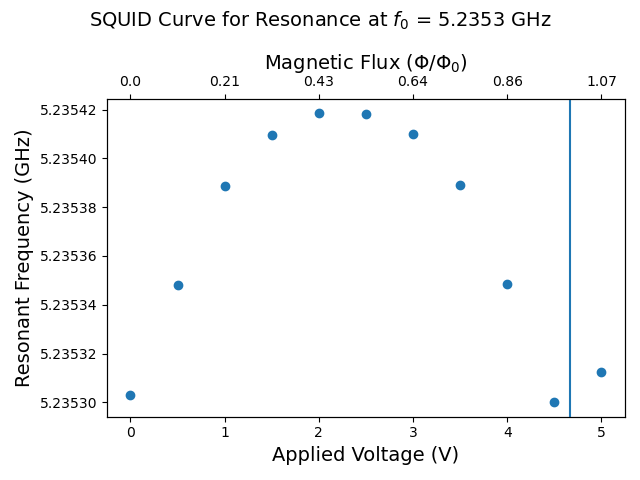 SQUID Curve for Resonance at f₀ = 5.2353 GHz
Magnetic Flux (Φ/Φ₀)
0.0 0.21 0.43 0.64 0.86 1.07
Resonant Frequency (GHz)
5.23542
5.23540
5.23538
5.23536
5.23534
5.23532
5.23530
0 1 2 3 4 5
Applied Voltage (V)